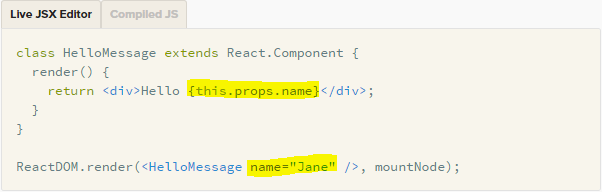 Live JSX Editor Compiled JS
class HelloMessage extends React.Component {
  render() {
    return <div>Hello {this.props.name}</div>;
  }
}
ReactDOM.render(<HelloMessage name="Jane" />, mountNode);